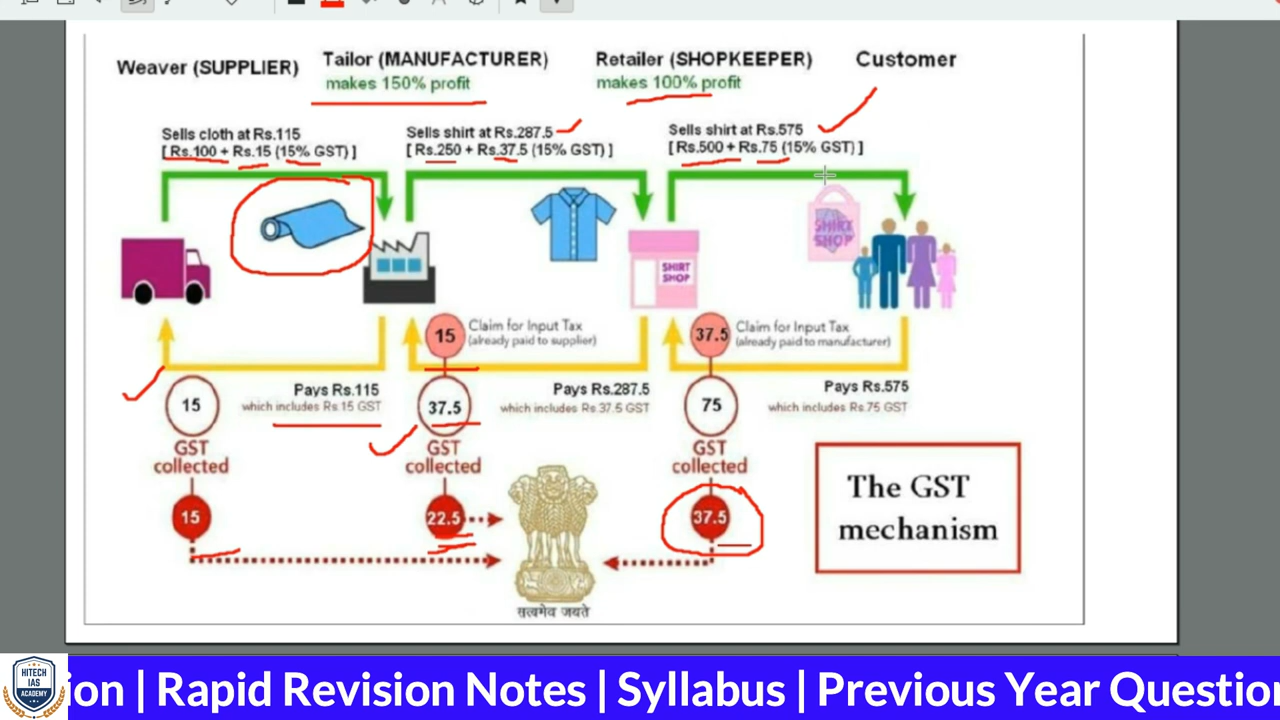 Weaver (SUPPLIER)
Tailor (MANUFACTURER)
makes 150% profit
Retailer (SHOPKEEPER)
makes 100% profit
Customer
Sells cloth at Rs.115
[ Rs.100 + Rs.15 (15% GST) ]
Sells shirt at Rs.287.5
[ Rs.250 + Rs.37.5 (15% GST) ]
Sells shirt at Rs.575
[ Rs.500 + Rs.75 (15% GST) ]
SHIRT
SHOP
SHIRT
SHOP
15
Claim for Input Tax
(already paid to supplier)
37.5
Claim for Input Tax
(already paid to manufacturer)
15
Pays Rs.115
which includes Rs.15 GST
37.5
Pays Rs.287.5
which includes Rs.37.5 GST
75
Pays Rs.575
which includes Rs.75 GST
GST
collected
GST
collected
GST
collected
15
22.5
37.5
The GST
mechanism
सत्यमेव जयते
HITECH
IAS
ACADEMY
ion | Rapid Revision Notes | Syllabus | Previous Year Question